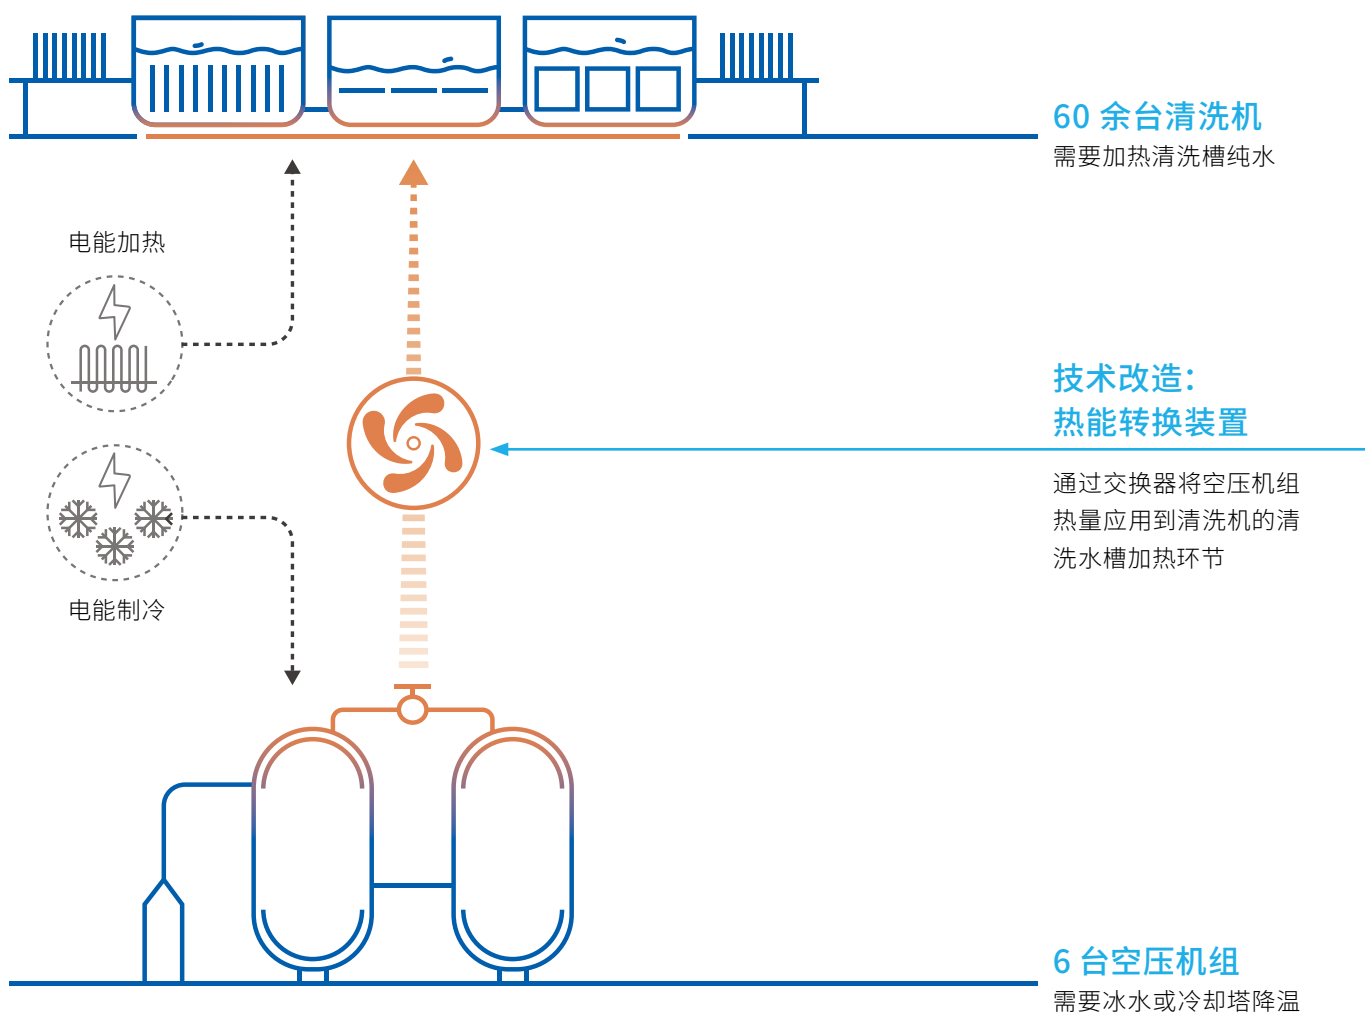 60 余台清洗机
需要加热清洗槽纯水
电能加热
技术改造：
热能转换装置
通过交换器将空压机组
热量应用到清洗机的清
洗水槽加热环节
电能制冷
6 台空压机组
需要冰水或冷却塔降温